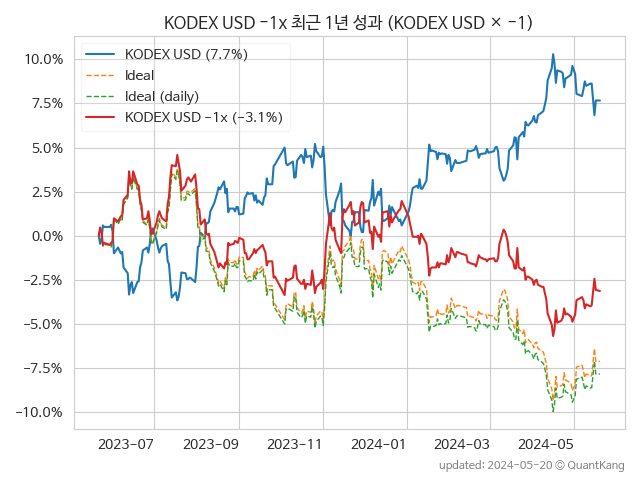 KODEX USD −1x 최근 1년 성과 (KODEX USD × −1)
KODEX USD (7.7%)
Ideal
Ideal (daily)
KODEX USD −1x (−3.1%)
10.0%
7.5%
5.0%
2.5%
0.0%
−2.5%
−5.0%
−7.5%
−10.0%
2023−07 2023−09 2023−11 2024−01 2024−03 2024−05
updated: 2024−05−20 © QuantKang